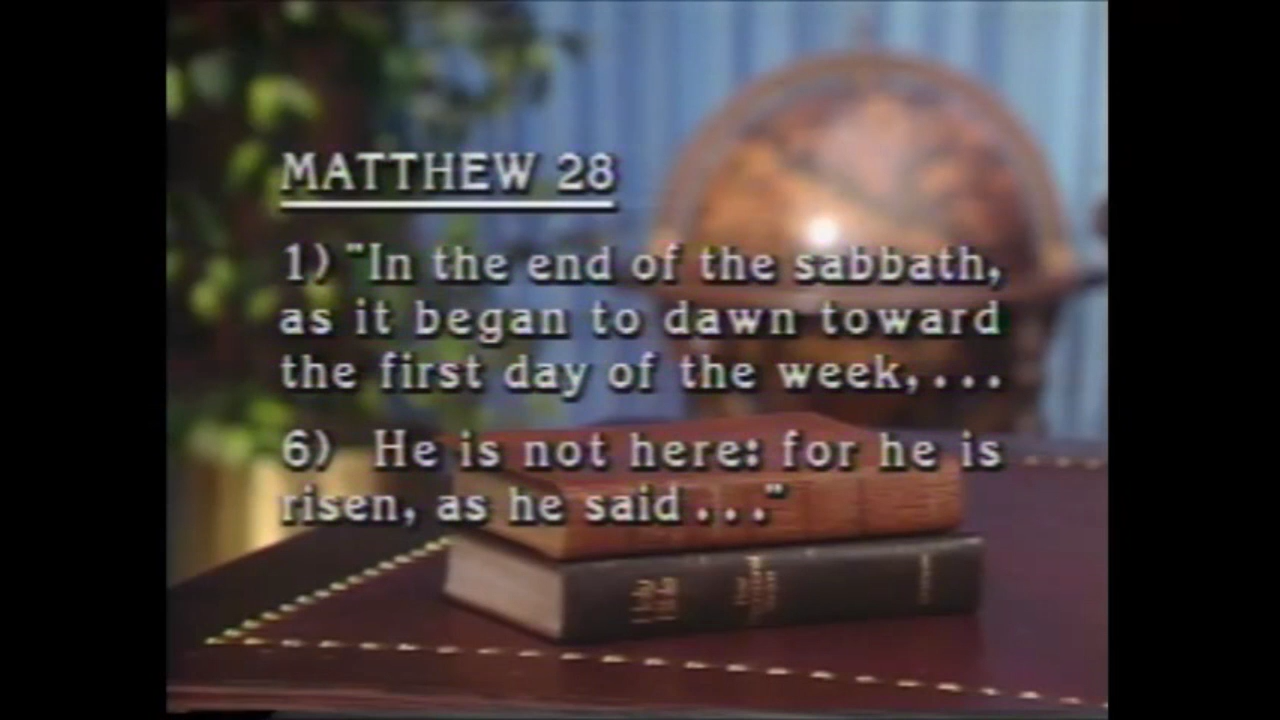 MATTHEW 28
1) "In the end of the sabbath,
as it began to dawn toward
the first day of the week, . . .
6) He is not here: for he is
risen, as he said . . ."
Holy